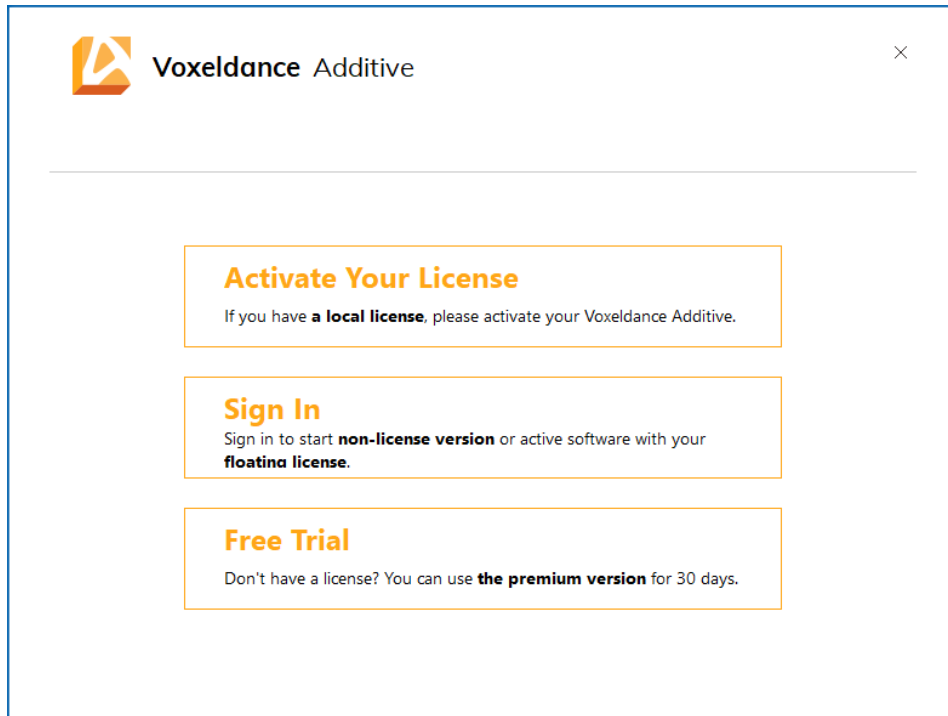 Voxeldance Additive
Activate Your License
If you have a local license, please activate your Voxeldance Additive.
Sign In
Sign in to start non-license version or active software with your
floating license.
Free Trial
Don't have a license? You can use the premium version for 30 days.